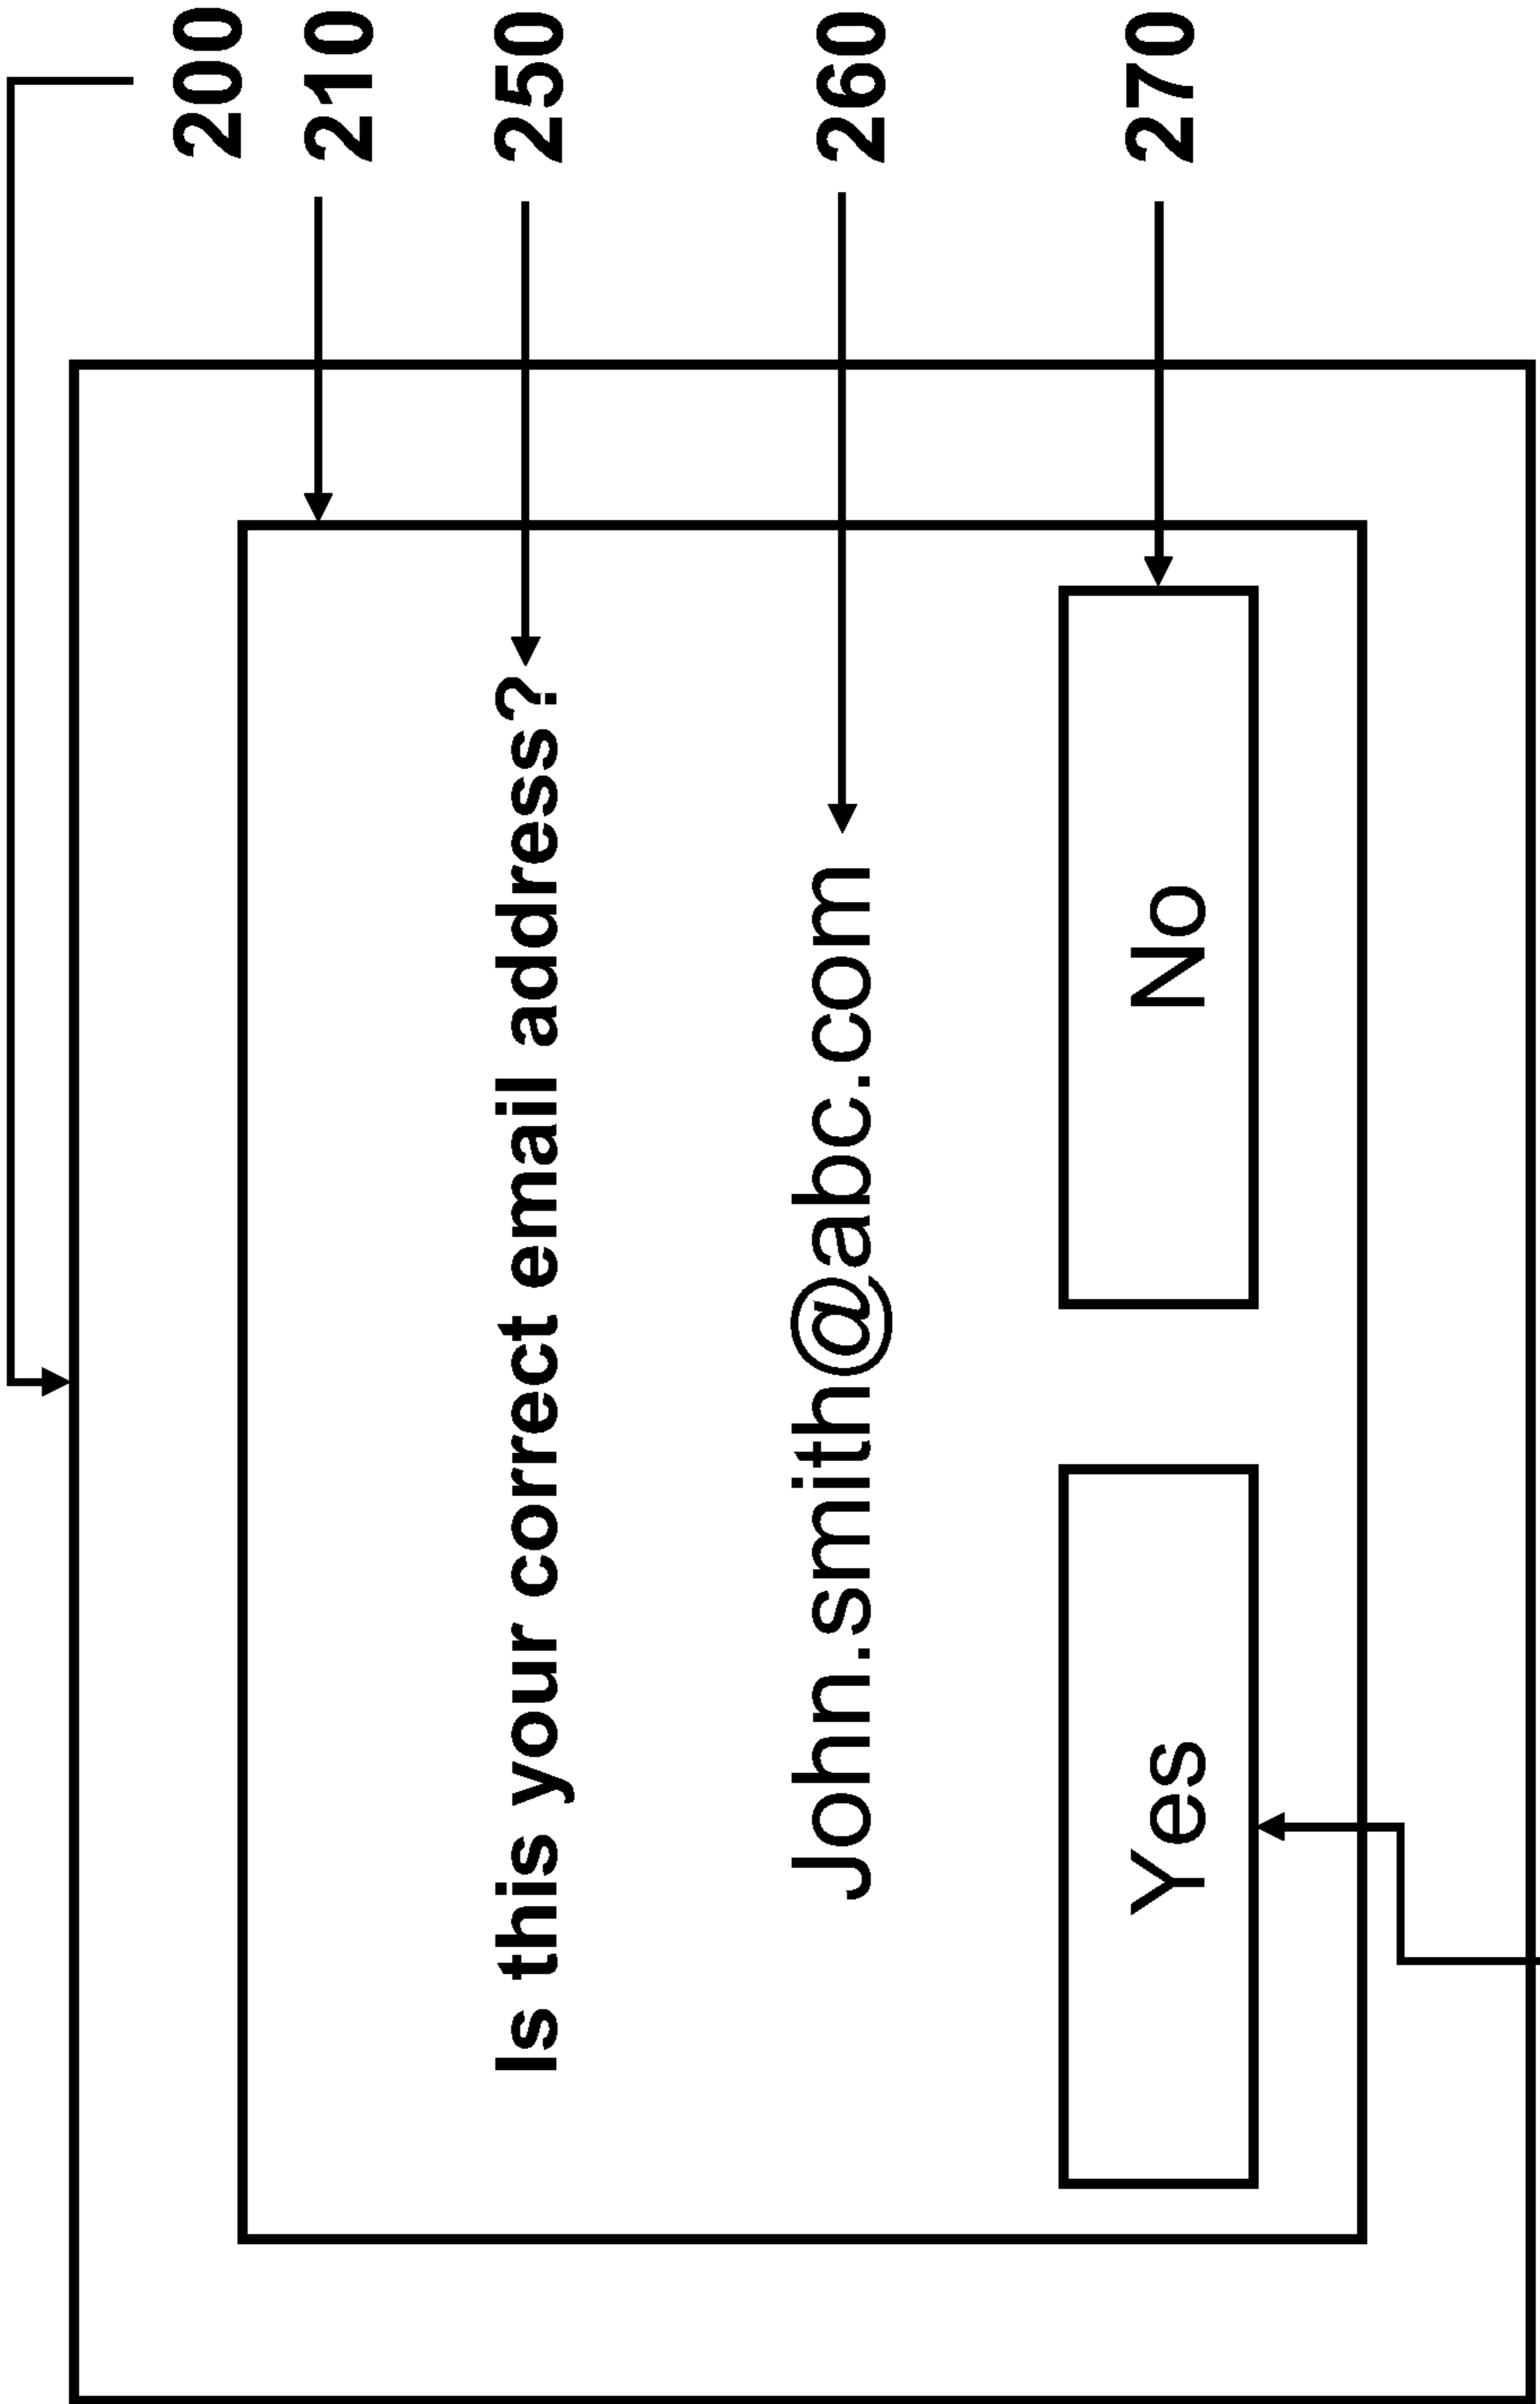 200
210
Is this your correct email address?
250
John.smith@abc.com
260
Yes
No
270